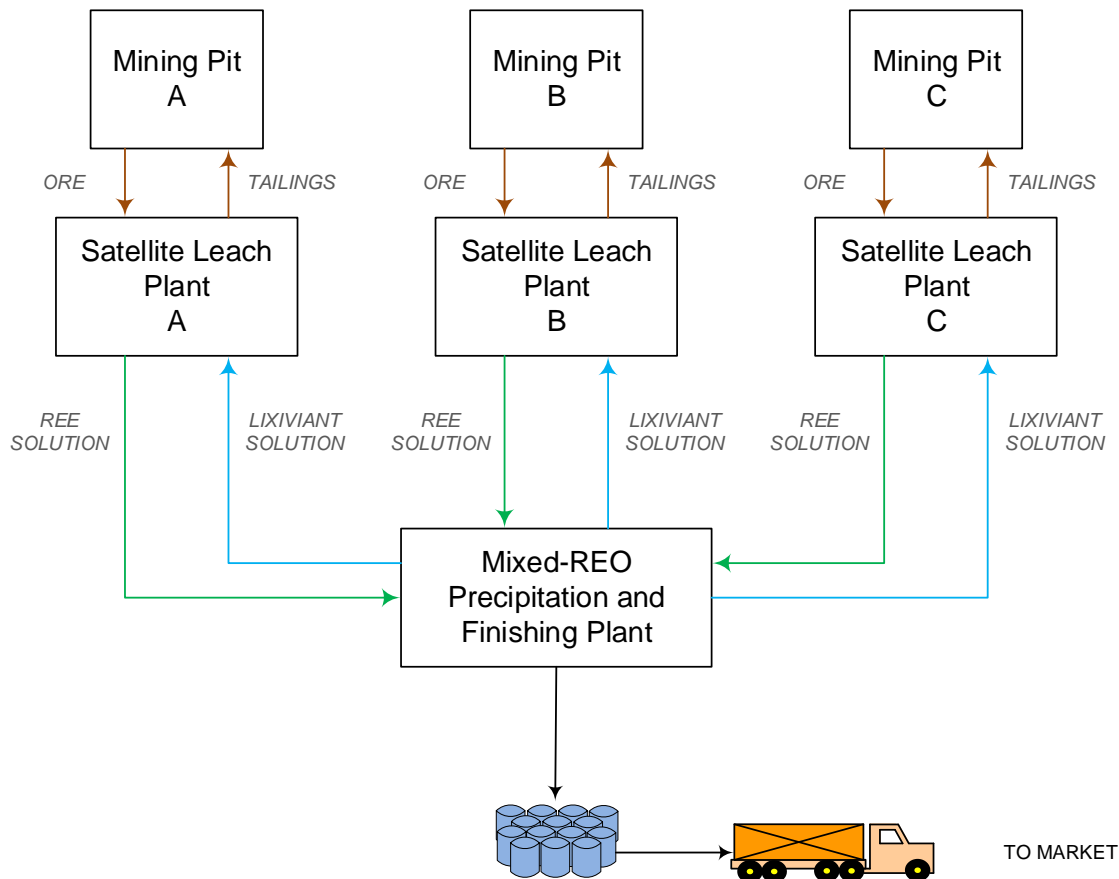 Mining Pit
A
Mining Pit
B
Mining Pit
C
ORE
TAILINGS
ORE
TAILINGS
ORE
TAILINGS
Satellite Leach
Plant
A
Satellite Leach
Plant
B
Satellite Leach
Plant
C
REE
SOLUTION
LIXIVIANT
SOLUTION
REE
SOLUTION
LIXIVIANT
SOLUTION
REE
SOLUTION
LIXIVIANT
SOLUTION
Mixed-REO
Precipitation and
Finishing Plant
TO MARKET